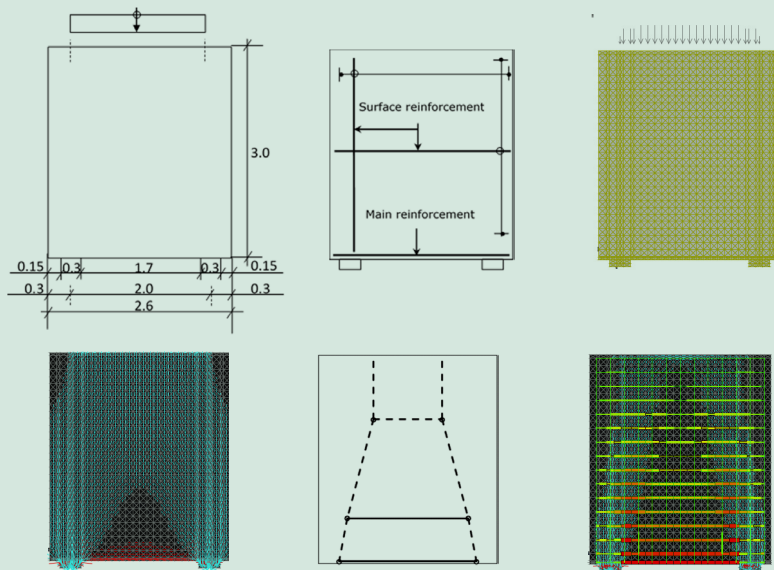 3.0
0.15 0.3 1.7 0.3 0.15
0.3 2.0 0.3
2.6
Surface reinforcement
Main reinforcement